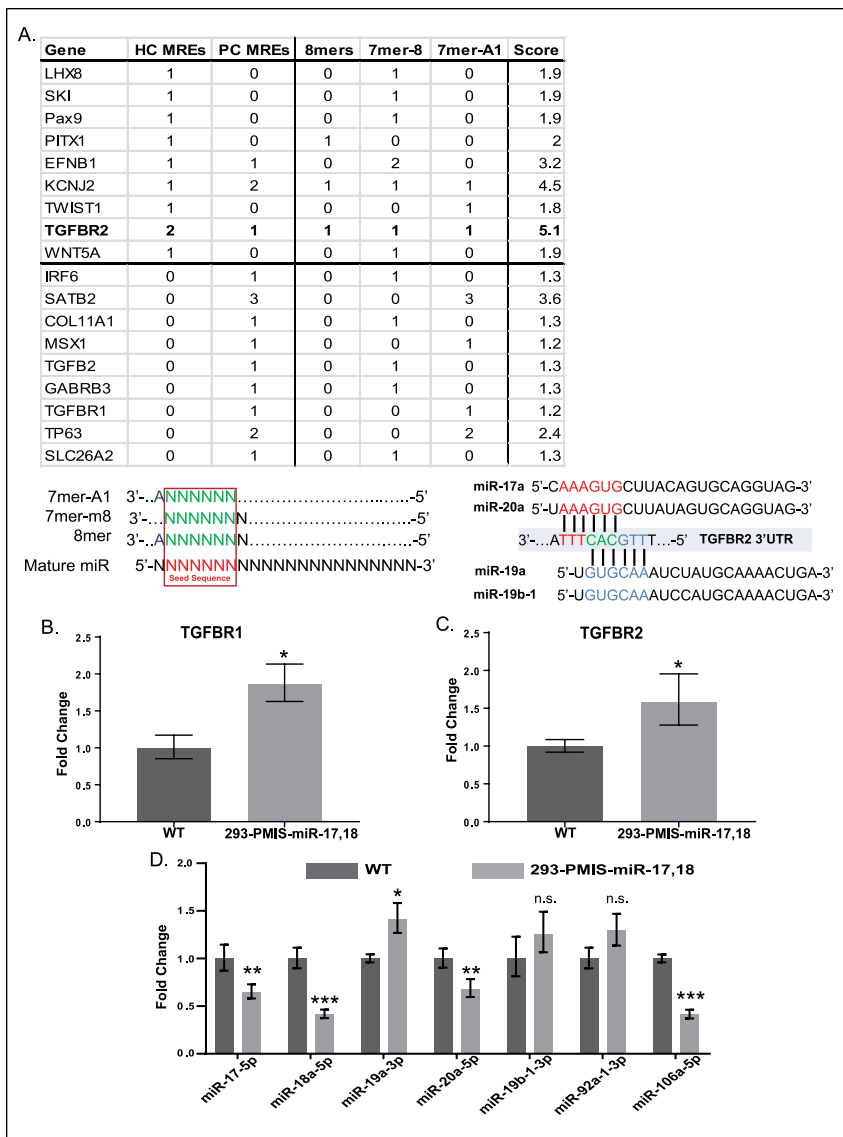 A.
Gene HC MREs PC MREs 8mers 7mer-8 7mer-A1 Score
LHX8 1 0 0 1 0 1.9
SKI 1 0 0 1 0 1.9
Pax9 1 0 0 1 0 1.9
PITX1 1 0 1 0 0 2
EFNB1 1 1 0 2 0 3.2
KCNJ2 1 2 1 1 1 4.5
TWIST1 1 0 0 0 1 1.8
TGFBR2 2 1 1 1 1 5.1
WNT5A 1 0 0 1 0 1.9
IRF6 0 1 0 1 0 1.3
SATB2 0 3 0 0 3 3.6
COL11A1 0 1 0 1 0 1.3
MSX1 0 1 0 0 1 1.2
TGFB2 0 1 0 1 0 1.3
GABRB3 0 1 0 1 0 1.3
TGFBR1 0 1 0 0 1 1.2
TP63 0 2 0 0 2 2.4
SLC26A2 0 1 0 1 0 1.3
7mer-A1 3'-..ANNNNNN..............................-5'
7mer-m8 3'-...NNNNNNN..............................-5'
8mer 3'-..ANNNNNNN..............................-5'
Mature miR 5'-NNNNNNNNNNNNNNNNNNNNNN-3'
Seed Sequence
miR-17a 5'-CAAAGUGCUUACAGUGCAGGUAG-3'
miR-20a 5'-UAAAGUGCUUAUAGUGCAGGUAG-3'
3'-...ATTTCACGTTT...-5' TGFBR2 3'UTR
miR-19a 5'-UGUGCAAAUCUAUGCAAAACUGA-3'
miR-19b-1 5'-UGUGCAAAUCCAUGCAAAACUGA-3'
B.
TGFBR1
Fold Change
2.5
2.0
1.5
1.0
0.5
0.0
*
WT 293-PMIS-miR-17,18
C.
TGFBR2
Fold Change
2.5
2.0
1.5
1.0
0.5
0.0
*
WT 293-PMIS-miR-17,18
D.
WT 293-PMIS-miR-17,18
Fold Change
2.0
1.5
1.0
0.5
0.0
** *** * ** n.s. n.s. ***
miR-17-5p miR-18a-5p miR-19a-3p miR-20a-5p miR-19b-1-3p miR-92a-1-3p miR-106a-5p